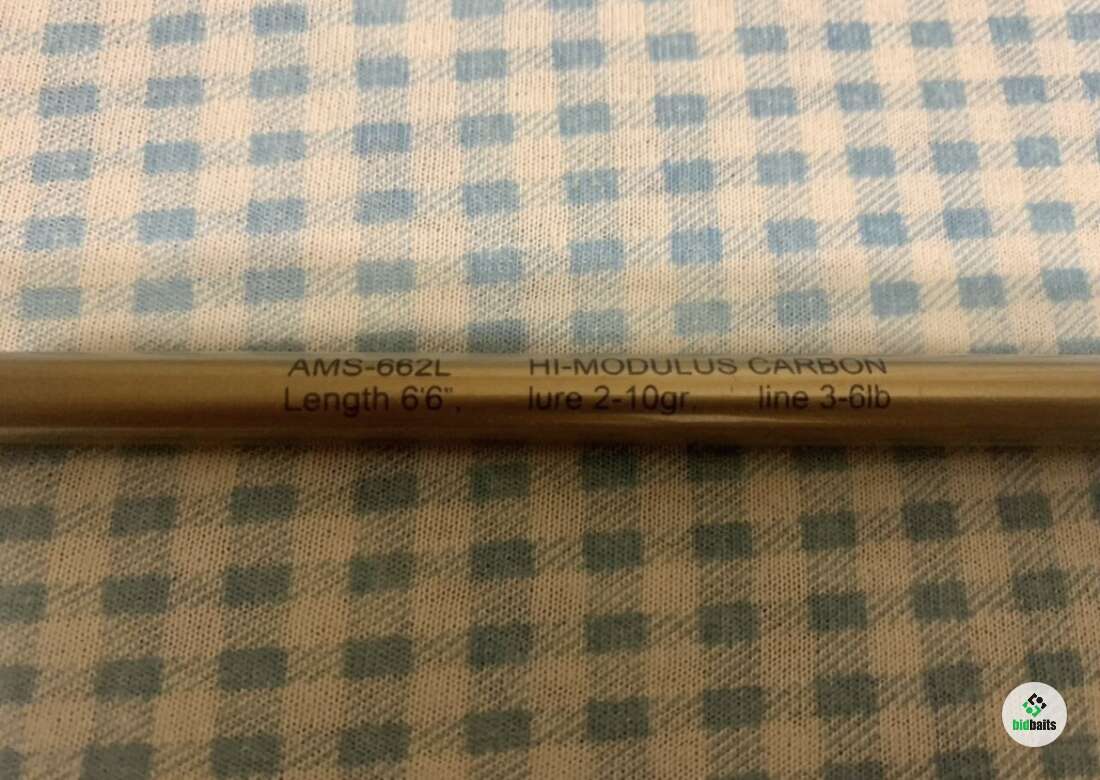 AMS-662L HI-MODULUS CARBON
Length 6'6", lure 2-10gr, line 3-6lb
bidbaits